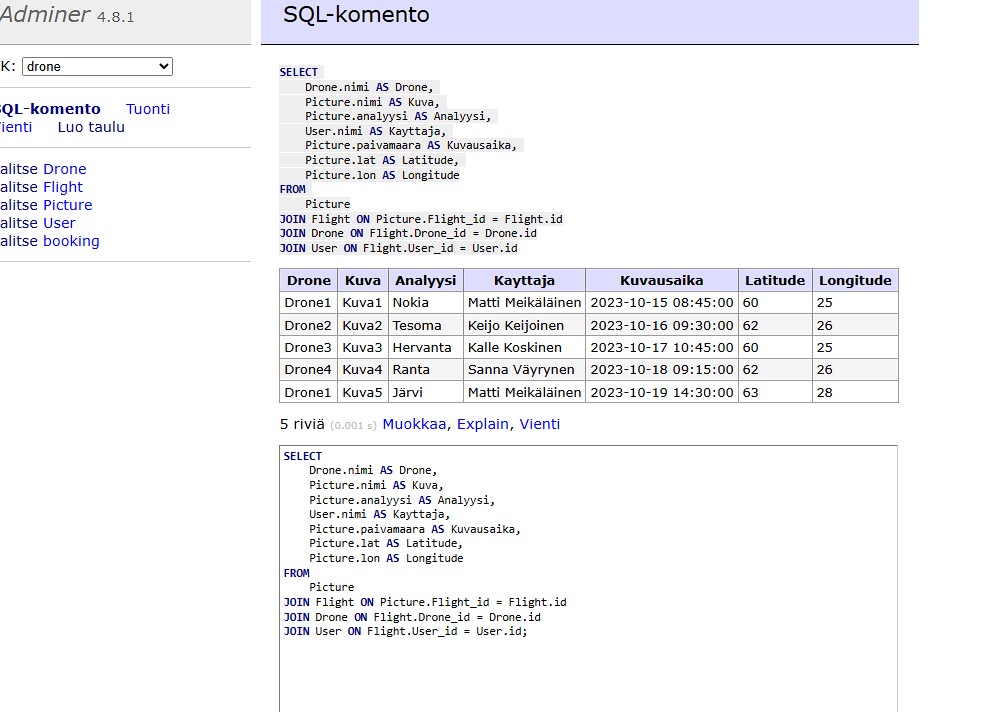 Adminer 4.8.1
K: drone
SQL-komento Tuonti
ienti Luo taulu
alitse Drone
alitse Flight
alitse Picture
alitse User
alitse booking
SQL-komento
SELECT
Drone.nimi AS Drone,
Picture.nimi AS Kuva,
Picture.analyysi AS Analyysi,
User.nimi AS Kayttaja,
Picture.paivamaara AS Kuvausaika,
Picture.lat AS Latitude,
Picture.lon AS Longitude
FROM
Picture
JOIN Flight ON Picture.Flight_id = Flight.id
JOIN Drone ON Flight.Drone_id = Drone.id
JOIN User ON Flight.User_id = User.id
Drone Kuva Analyysi Kayttaja Kuvausaika Latitude Longitude
Drone1 Kuva1 Nokia Matti Meikäläinen 2023-10-15 08:45:00 60 25
Drone2 Kuva2 Tesoma Keijo Keijoinen 2023-10-16 09:30:00 62 26
Drone3 Kuva3 Hervanta Kalle Koskinen 2023-10-17 10:45:00 60 25
Drone4 Kuva4 Ranta Sanna Väyrynen 2023-10-18 09:15:00 62 26
Drone1 Kuva5 Järvi Matti Meikäläinen 2023-10-19 14:30:00 63 28
5 riviä (0.001 s) Muokkaa, Explain, Vienti
SELECT
Drone.nimi AS Drone,
Picture.nimi AS Kuva,
Picture.analyysi AS Analyysi,
User.nimi AS Kayttaja,
Picture.paivamaara AS Kuvausaika,
Picture.lat AS Latitude,
Picture.lon AS Longitude
FROM
Picture
JOIN Flight ON Picture.Flight_id = Flight.id
JOIN Drone ON Flight.Drone_id = Drone.id
JOIN User ON Flight.User_id = User.id;